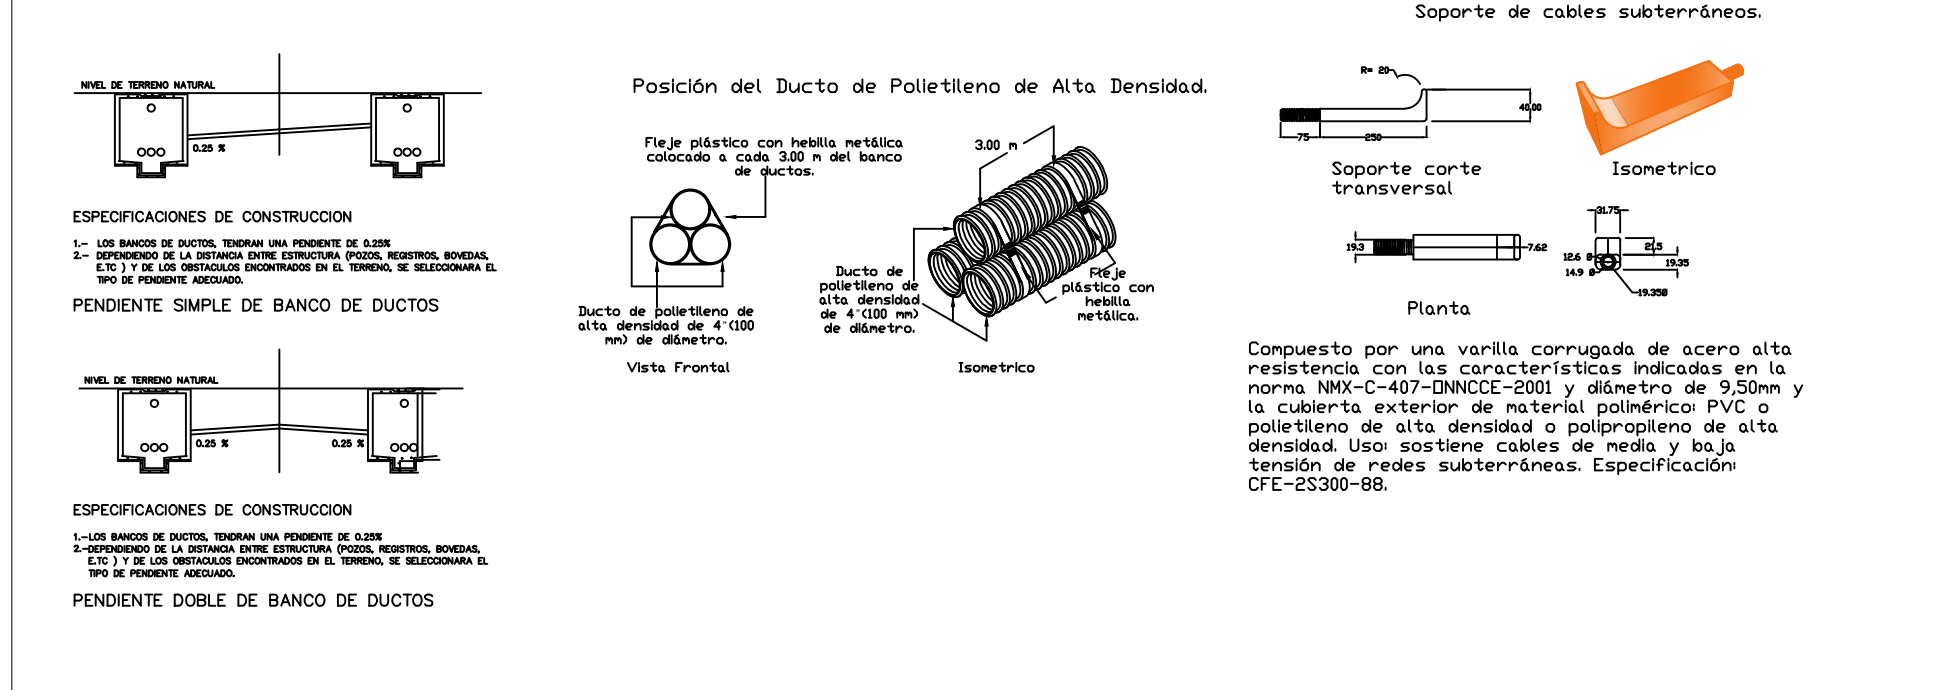 NIVEL DE TERRENO NATURAL
0.25 %
ESPECIFICACIONES DE CONSTRUCCION
1.- LOS BANCOS DE DUCTOS, TENDRAN UNA PENDIENTE DE 0.25%
2.- DEPENDIENDO DE LA DISTANCIA ENTRE ESTRUCTURA (POZOS, REGISTROS, BOVEDAS,
E.TC ) Y DE LOS OBSTACULOS ENCONTRADOS EN EL TERRENO, SE SELECCIONARA EL
TIPO DE PENDIENTE ADECUADO.
PENDIENTE SIMPLE DE BANCO DE DUCTOS
NIVEL DE TERRENO NATURAL
0.25 %
0.25 %
ESPECIFICACIONES DE CONSTRUCCION
1.-LOS BANCOS DE DUCTOS, TENDRAN UNA PENDIENTE DE 0.25%
2.-DEPENDIENDO DE LA DISTANCIA ENTRE ESTRUCTURA (POZOS, REGISTROS, BOVEDAS,
E.TC ) Y DE LOS OBSTACULOS ENCONTRADOS EN EL TERRENO, SE SELECCIONARA EL
TIPO DE PENDIENTE ADECUADO.
PENDIENTE DOBLE DE BANCO DE DUCTOS
Posición del Ducto de Polietileno de Alta Densidad.
Fleje plástico con hebilla metálica
colocado a cada 3.00 m del banco
de ductos.
Ducto de polietileno de
alta densidad de 4"(100
mm) de diámetro.
Vista Frontal
3.00 m
Ducto de
polietileno de
alta densidad
de 4"(100 mm)
de diámetro.
Fleje
plástico con
hebilla
metálica.
Isometrico
Soporte de cables subterráneos.
R= 20
40.00
75
250
Soporte corte
transversal
Isometrico
19.3
7.62
Planta
31.75
21.5
12.6 Ø
19.35
14.9 Ø
19.35Ø
Compuesto por una varilla corrugada de acero alta
resistencia con las características indicadas en la
norma NMX-C-407-□NNCCE-2001 y diámetro de 9,50mm y
la cubierta exterior de material polimérico: PVC o
polietileno de alta densidad o polipropileno de alta
densidad. Uso: sostiene cables de media y baja
tensión de redes subterráneas. Especificación:
CFE-2S300-88.